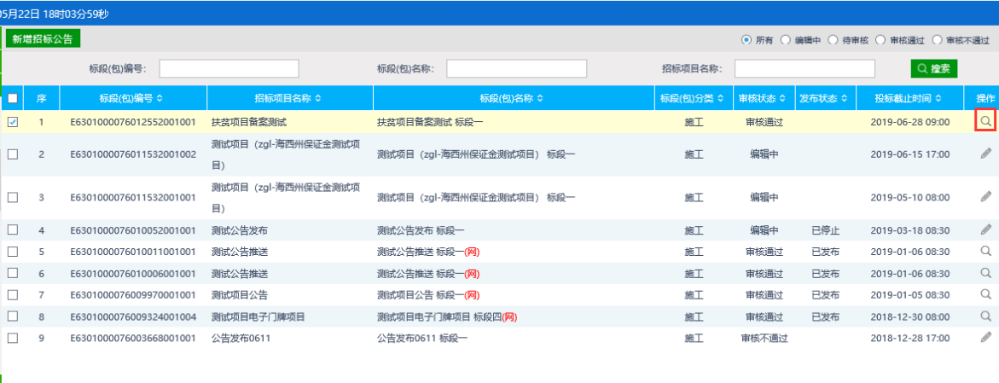 05月22日 18时03分59秒
新增招标公告
所有 编辑中 待审核 审核通过 审核不通过
标段(包)编号: 标段(包)名称: 招标项目名称: 搜索
序 标段(包)编号 招标项目名称 标段(包)名称 标段(包)分类 审核状态 发布状态 投标截止时间 操作
1 E6301000076012552001001 扶贫项目备案测试 扶贫项目备案测试 标段一 施工 审核通过 2019-06-28 09:00
2 E6301000076011532001002 测试项目（zgl-海西州保证金测试项目） 测试项目（zgl-海西州保证金测试项目） 标段一 施工 编辑中 2019-06-15 17:00
3 E6301000076011532001001 测试项目（zgl-海西州保证金测试项目） 测试项目（zgl-海西州保证金测试项目） 标段一 施工 编辑中 2019-05-10 08:00
4 E6301000076010052001001 测试公告发布 测试公告发布 标段一 施工 编辑中 已停止 2019-03-18 08:30
5 E6301000076010011001001 测试公告推送 测试公告推送 标段一(网) 施工 审核通过 已发布 2019-01-06 08:30
6 E6301000076010006001001 测试公告推送 测试公告推送 标段一(网) 施工 审核通过 已发布 2019-01-06 08:30
7 E6301000076009970001001 测试项目公告 测试项目公告 标段一(网) 施工 审核通过 已发布 2019-01-05 08:30
8 E6301000076009324001004 测试项目电子门牌项目 测试项目电子门牌项目 标段四(网) 施工 审核通过 已发布 2018-12-30 08:00
9 E6301000076003668001001 公告发布0611 公告发布0611 标段一 施工 审核不通过 2018-12-28 17:00